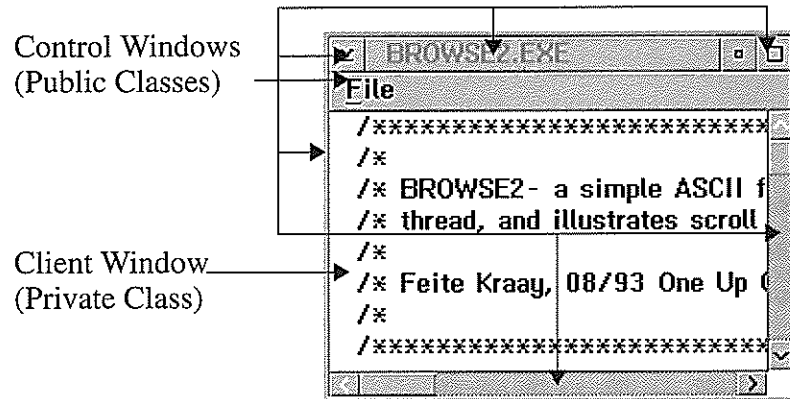 Control Windows
(Public Classes)
BROWSE2.EXE
File
/*************************
/*
/* BROWSE2- a simple ASCII f
/* thread, and illustrates scroll
/*
/* Feite Kraay, 08/93 One Up
/*
/*************************
Client Window
(Private Class)